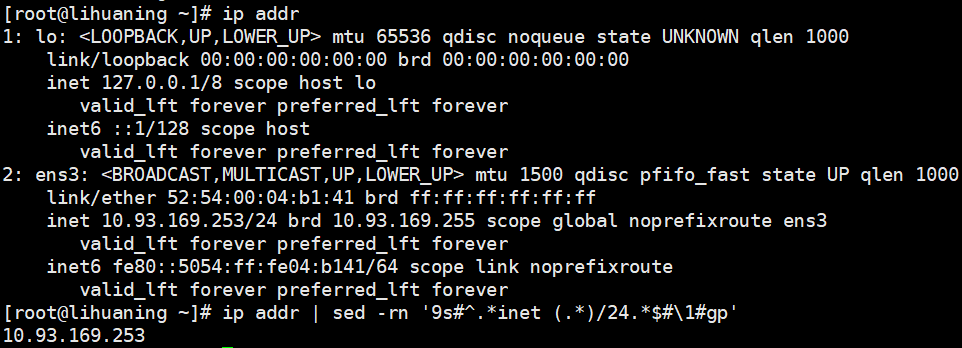 [root@lihuaning ~]# ip addr
1: lo: <LOOPBACK,UP,LOWER_UP> mtu 65536 qdisc noqueue state UNKNOWN qlen 1000
    link/loopback 00:00:00:00:00:00 brd 00:00:00:00:00:00
    inet 127.0.0.1/8 scope host lo
       valid_lft forever preferred_lft forever
    inet6 ::1/128 scope host
       valid_lft forever preferred_lft forever
2: ens3: <BROADCAST,MULTICAST,UP,LOWER_UP> mtu 1500 qdisc pfifo_fast state UP qlen 1000
    link/ether 52:54:00:04:b1:41 brd ff:ff:ff:ff:ff:ff
    inet 10.93.169.253/24 brd 10.93.169.255 scope global noprefixroute ens3
       valid_lft forever preferred_lft forever
    inet6 fe80::5054:ff:fe04:b141/64 scope link noprefixroute
       valid_lft forever preferred_lft forever
[root@lihuaning ~]# ip addr | sed -rn '9s#^.*inet (.*)/24.*$#\1#gp'
10.93.169.253